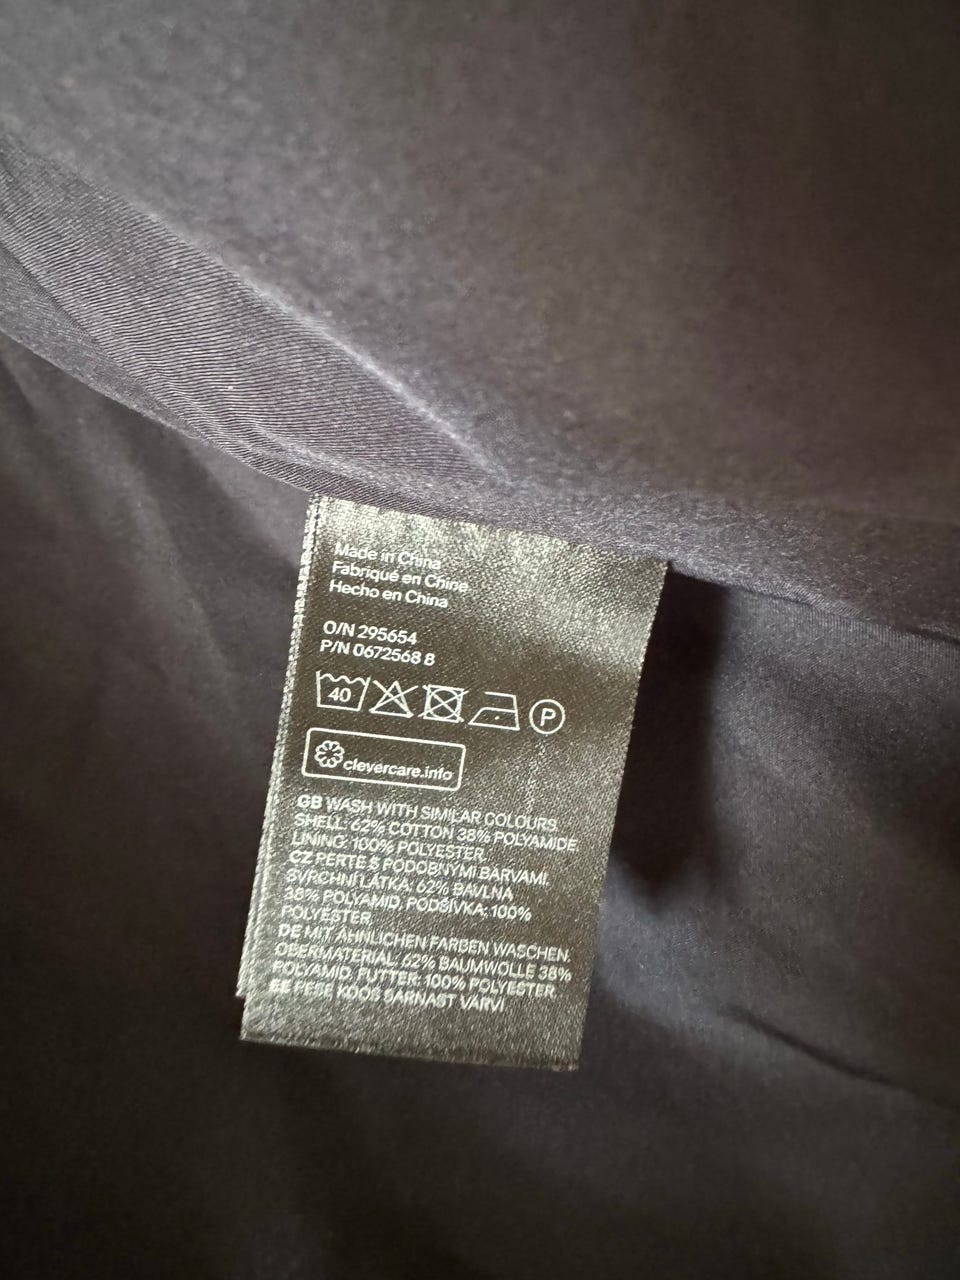 Made in China
Fabriqué en Chine
Hecho en China
O/N 295654
P/N 0672568 8
40
P
clevercare.info
GB WASH WITH SIMILAR COLOURS.
SHELL: 62% COTTON 38% POLYAMIDE.
LINING: 100% POLYESTER.
CZ PERTE S PODOBNÝMI BARVAMI.
SVRCHNÍ LÁTKA: 62% BAVLNA
38% POLYAMID. PODŠÍVKA: 100%
POLYESTER
DE MIT ÄHNLICHEN FARBEN WASCHEN.
OBERMATERIAL: 62% BAUMWOLLE 38%
POLYAMID. FUTTER: 100% POLYESTER.
EE PESE KOOS SARNAST VÄRVI